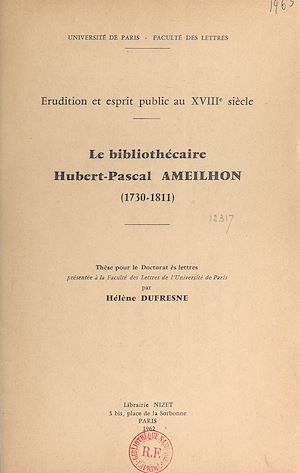 1963
UNIVERSITÉ DE PARIS - FACULTÉ DES LETTRES
Erudition et esprit public au XVIIIe siècle
Le bibliothécaire
Hubert-Pascal AMEILHON
(1730-1811)
12317
Thèse pour le Doctorat ès lettres
présentée à la Faculté des Lettres de l'Université de Paris
par
Hélène DUFRESNE
Librairie NIZET
3 bis, place de la Sorbonne
PARIS
1962
R.F.